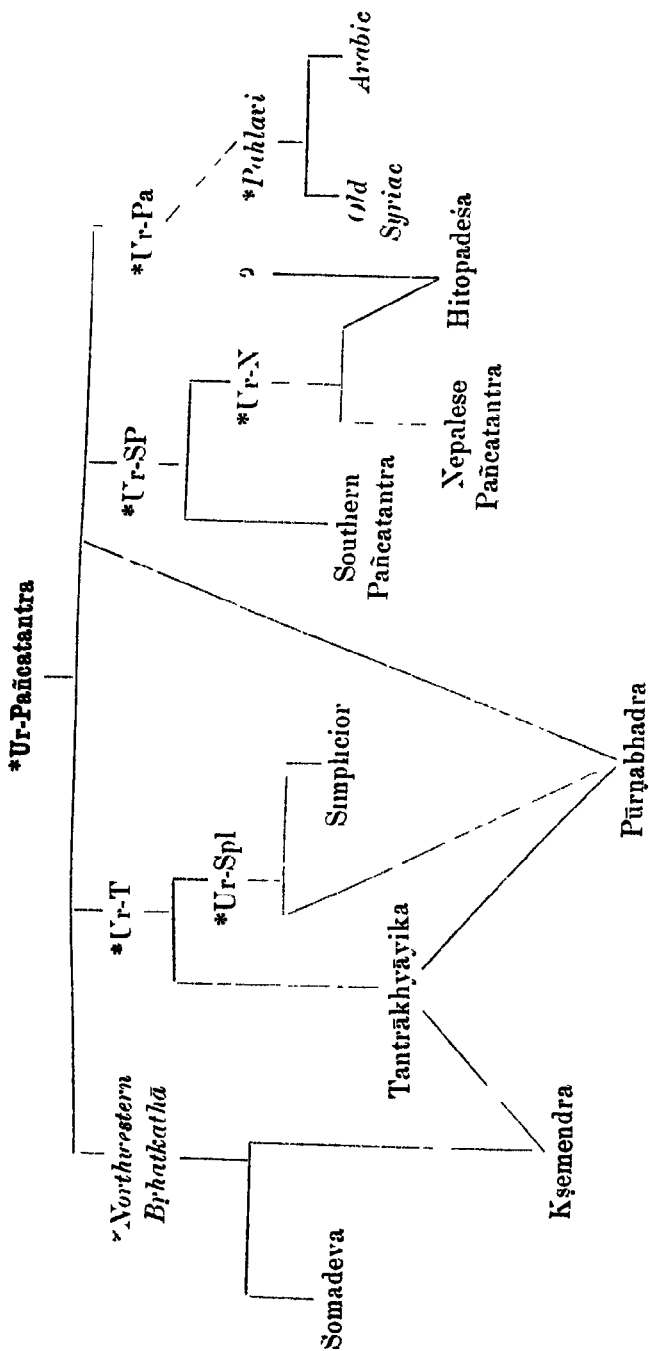 *Ur-Pañcatantra
*Northwestern
Bṛhatkathā
*Ur-T
*Ur-SP
*Ur-Pa
*Ur-Spl
*Ur-N
?
*Pahlavi
Somadeva
Tantrākhyāyika
Simplicior
Southern
Pañcatantra
Old
Syriac
Arabic
Kṣemendra
Pūrṇabhadra
Nepalese
Pañcatantra
Hitopadeśa